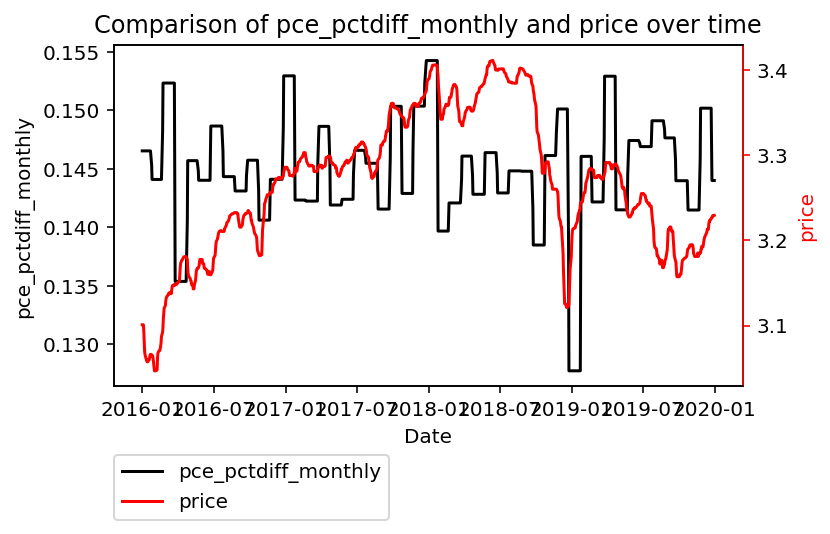 Comparison of pce_pctdiff_monthly and price over time
pce_pctdiff_monthly
0.155
0.150
0.145
0.140
0.135
0.130
3.4
3.3
3.2
3.1
price
2016-01 2016-07 2017-01 2017-07 2018-01 2018-07 2019-01 2019-07 2020-01
Date
pce_pctdiff_monthly
price